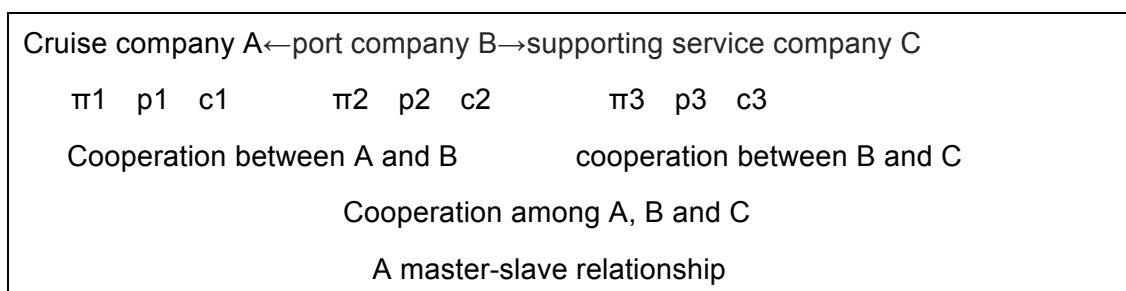 Cruise company A←port company B→supporting service company C
π1 p1 c1 π2 p2 c2 π3 p3 c3
Cooperation between A and B cooperation between B and C
Cooperation among A, B and C
A master-slave relationship